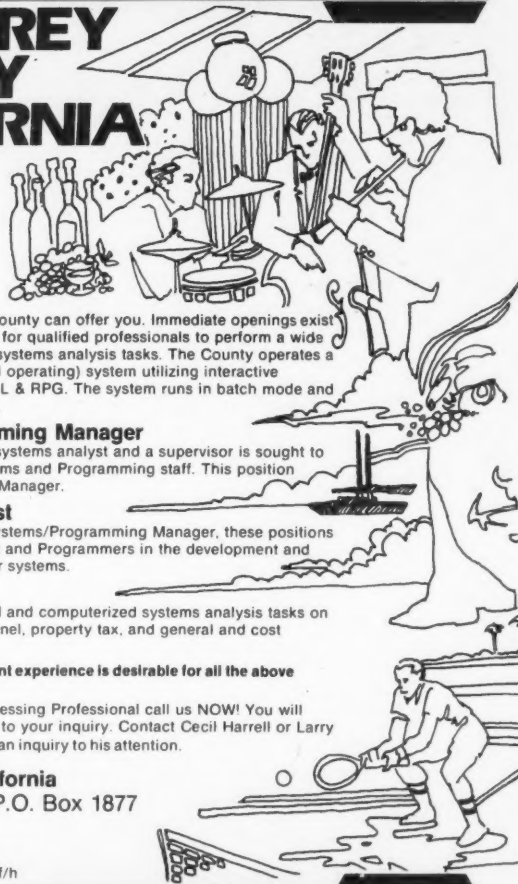 REY
Y
RNIA
ounty can offer you. Immediate openings exist
for qualified professionals to perform a wide
systems analysis tasks. The County operates a
operating) system utilizing interactive
L & RPG. The system runs in batch mode and
ming Manager
systems analyst and a supervisor is sought to
ms and Programming staff. This position
Manager.
st
stems/Programming Manager, these positions
and Programmers in the development and
r systems.
and computerized systems analysis tasks on
nel, property tax, and general and cost
nt experience is desirable for all the above
essing Professional call us NOW! You will
to your inquiry. Contact Cecil Harrell or Larry
an inquiry to his attention.
ifornia
P.O. Box 1877
f/h